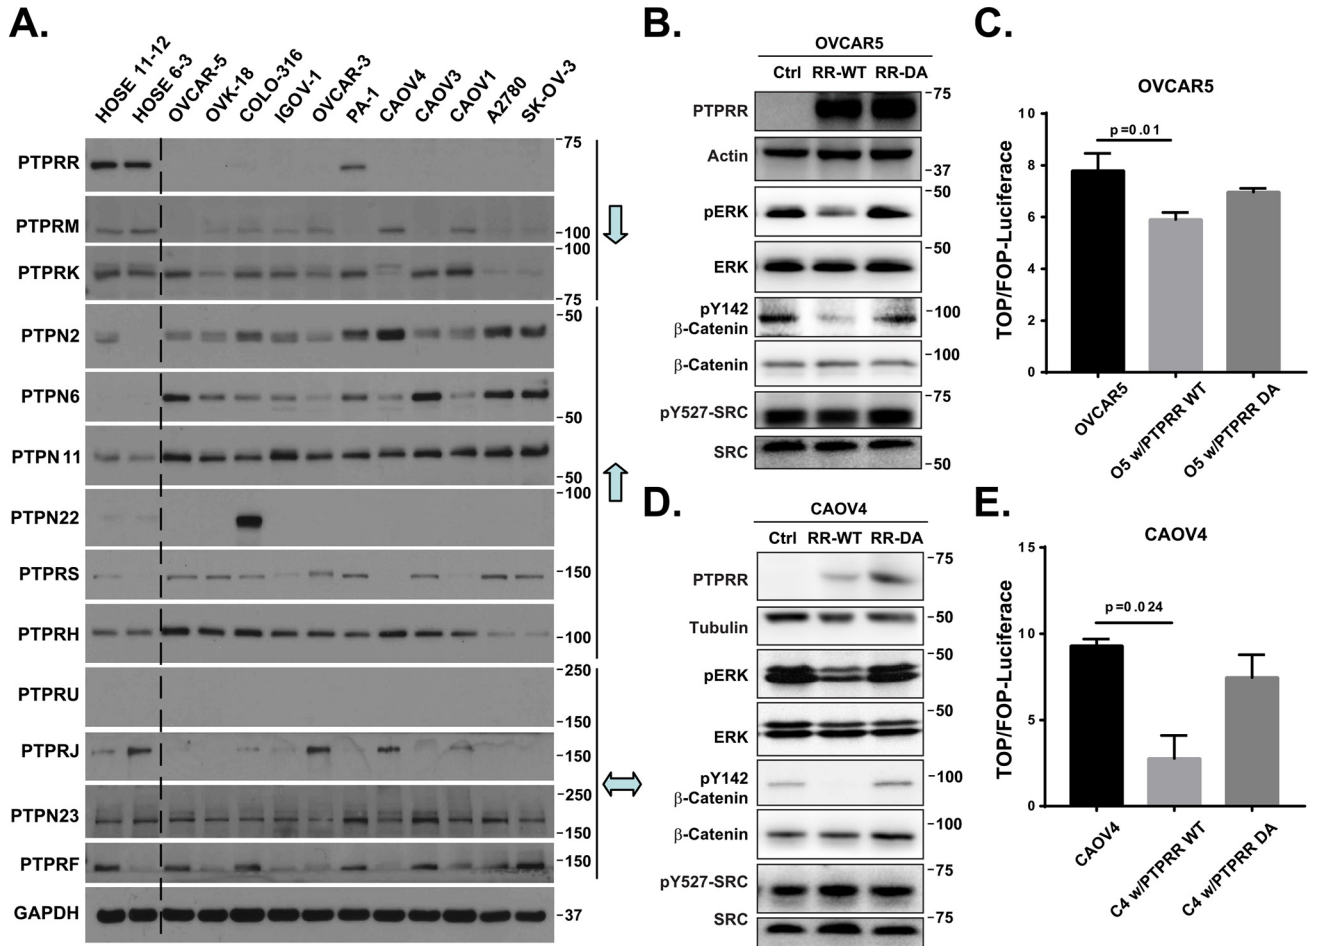 A.
HOSE 11-12
HOSE 6-3
OVCAR-5
OVK-18
COLO-316
IGOV-1
OVCAR-3
PA-1
CAOV4
CAOV3
CAOV1
A2780
SK-OV-3
PTPRR
75
PTPRM
100
PTPRK
100
75
PTPN2
50
PTPN6
50
PTPN11
50
PTPN22
100
PTPRS
150
PTPRH
100
PTPRU
250
150
PTPRJ
150
PTPN23
250
150
PTPRF
150
GAPDH
37
B.
OVCAR5
Ctrl RR-WT RR-DA
PTPRR
75
Actin
37
pERK
50
ERK
50
pY142
β-Catenin
100
β-Catenin
100
pY527-SRC
75
SRC
50
C.
OVCAR5
TOP/FOP-Luciferace
10
8
6
4
2
0
p=0.01
OVCAR5
O5 w/PTPRR WT
O5 w/PTPRR DA
D.
CAOV4
Ctrl RR-WT RR-DA
PTPRR
75
Tubulin
50
pERK
50
ERK
50
pY142
β-Catenin
100
β-Catenin
100
pY527-SRC
75
SRC
75
E.
CAOV4
TOP/FOP-Luciferace
15
10
5
0
p=0.024
CAOV4
C4 w/PTPRR WT
C4 w/PTPRR DA